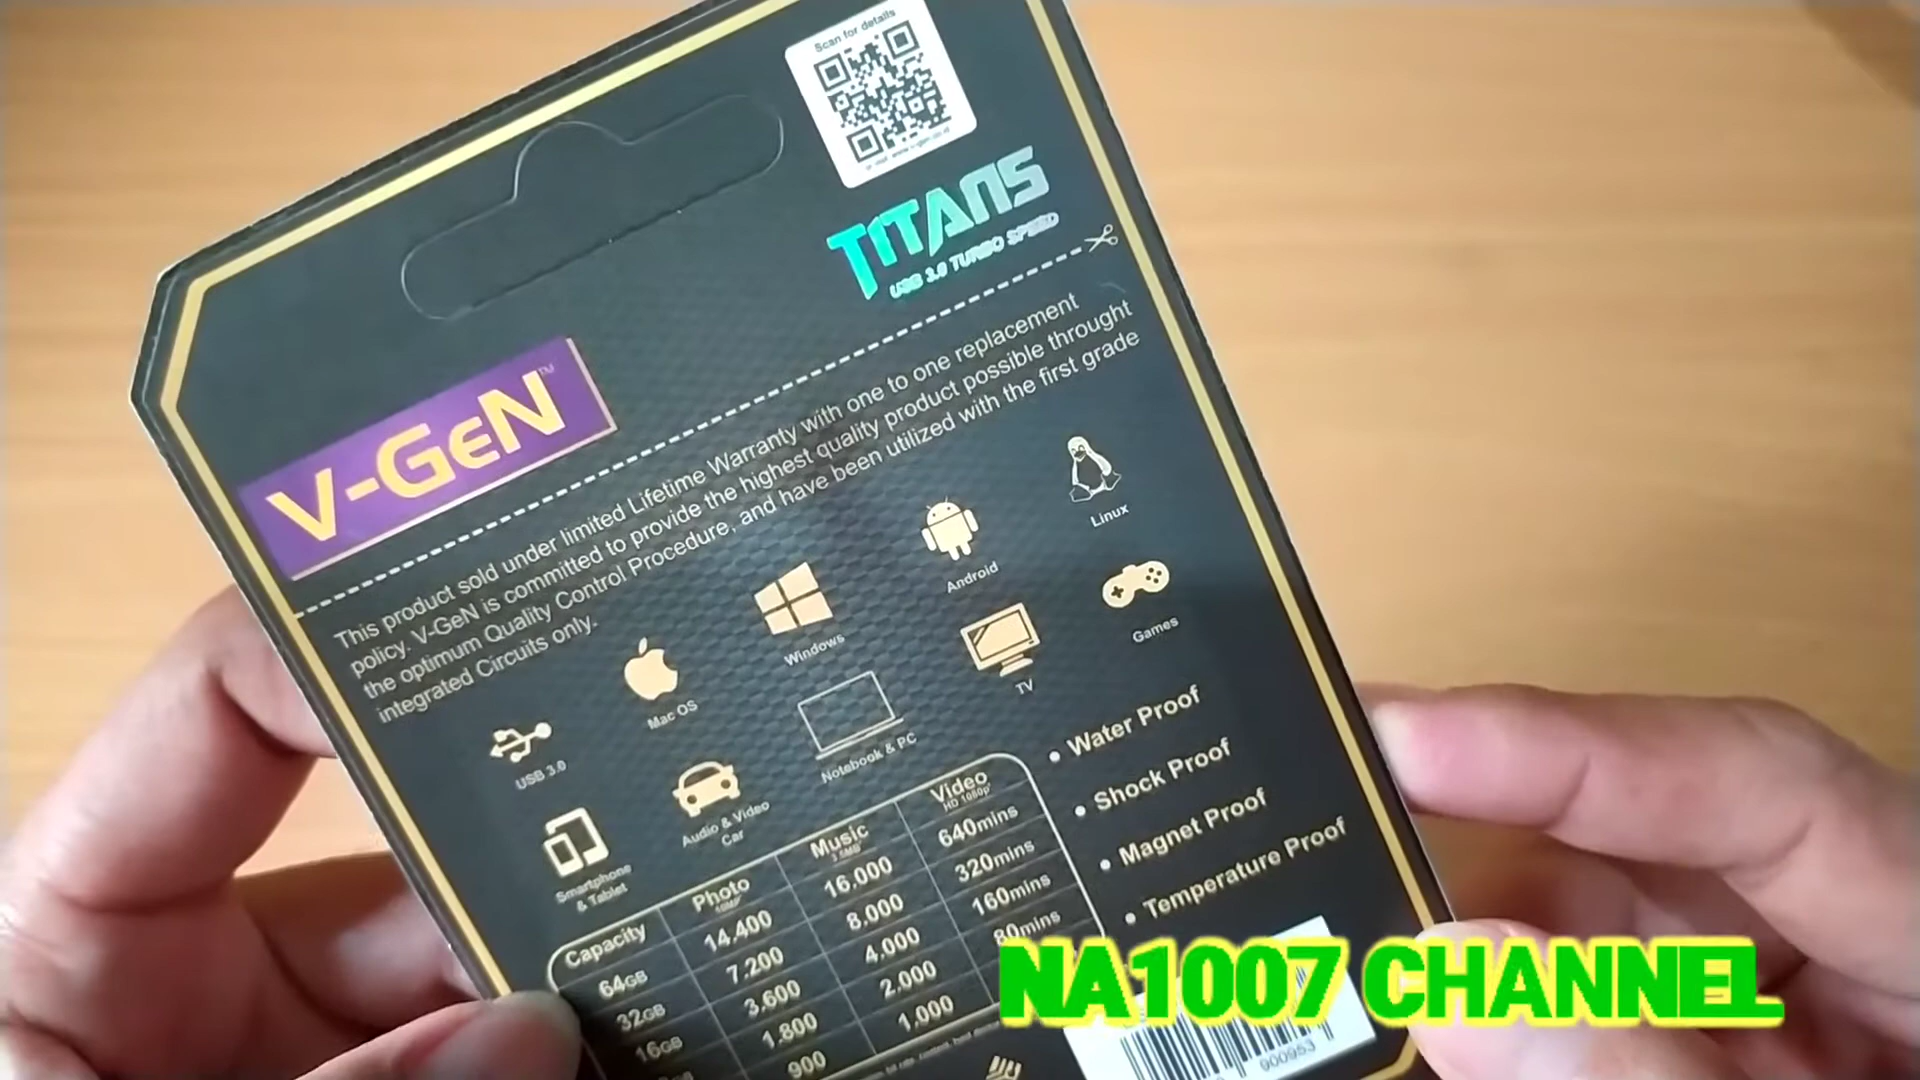 Scan for details
TITANS
USB 3.0 TURBO SPEED
V-GeN™
This product sold under limited Lifetime Warranty with one to one replacement
policy. V-GeN is committed to provide the highest quality product possible throught
the optimum Quality Control Procedure, and have been utilized with the first grade
integrated Circuits only.
USB 3.0
Mac OS
Windows
Android
Linux
Smartphone
& Tablet
Audio & Video
Car
Notebook & PC
TV
Games
• Water Proof
• Shock Proof
• Magnet Proof
• Temperature Proof
Capacity Photo 10MP Music 3.5MB Video HD 1080p
64GB 14.400 16.000 640mins
32GB 7.200 8.000 320mins
16GB 3.600 4.000 160mins
1.800 2.000 80mins
900 1.000
900953
NA1007 CHANNEL